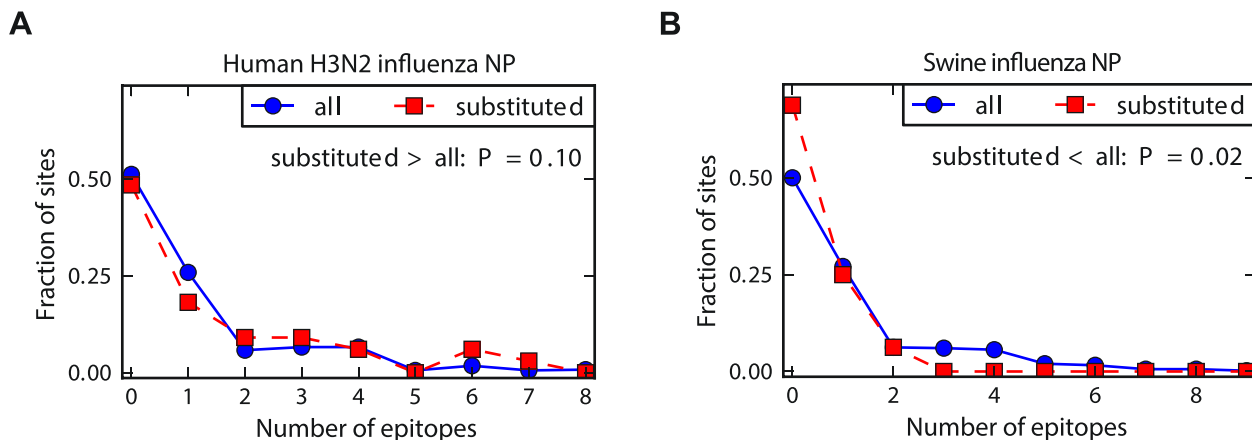 A
Human H3N2 influenza NP
all
substituted
substituted > all: P = 0.10
Fraction of sites
0.50
0.25
0.00
0 1 2 3 4 5 6 7 8
Number of epitopes
B
Swine influenza NP
all
substituted
substituted < all: P = 0.02
Fraction of sites
0.50
0.25
0.00
0 2 4 6 8
Number of epitopes